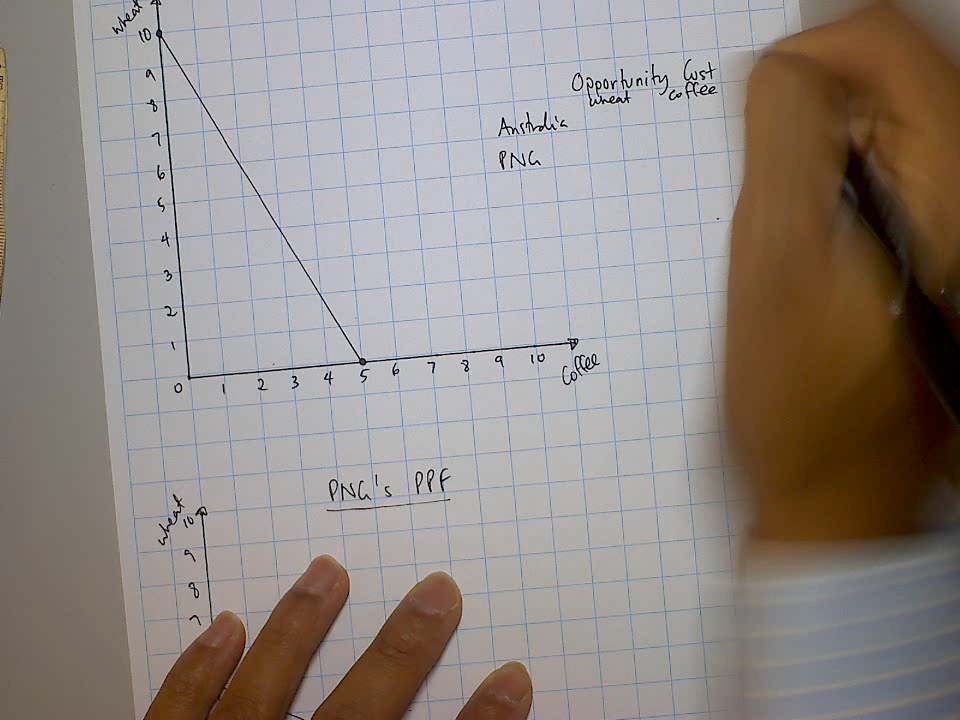 wheat
10
9
8
7
6
5
4
3
2
1
0 1 2 3 4 5 6 7 8 9 10
Coffee
Opportunity Cost
wheat coffee
Australia
PNG
PNG's PPF
wheat
10
9
8
7